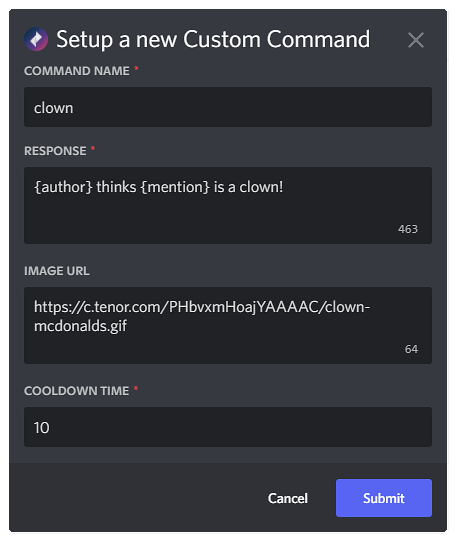 Setup a new Custom Command
COMMAND NAME *
clown
RESPONSE *
{author} thinks {mention} is a clown!
463
IMAGE URL
https://c.tenor.com/PHbvxmHoajYAAAAC/clown-
mcdonalds.gif
64
COOLDOWN TIME *
10
Cancel
Submit